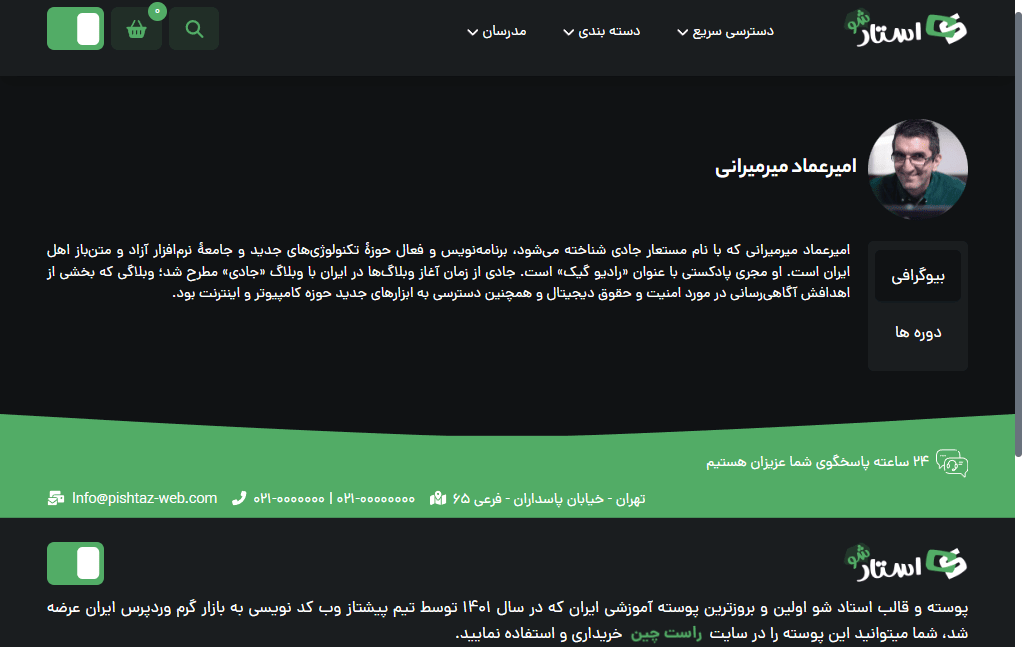 استاد شو
دسترسی سریع
دسته بندی
مدرسان
۰
امیرعماد میرمیرانی
بیوگرافی
دوره ها
امیرعماد میرمیرانی که با نام مستعار جادی شناخته می‌شود، برنامه‌نویس و فعال حوزهٔ تکنولوژی‌های جدید و جامعهٔ نرم‌افزار آزاد و متن‌باز اهل
ایران است. او مجری پادکستی با عنوان «رادیو گیک» است. جادی از زمان آغاز وبلاگ‌ها در ایران با وبلاگ «جادی» مطرح شد؛ وبلاگی که بخشی از
اهدافش آگاهی‌رسانی در مورد امنیت و حقوق دیجیتال و همچنین دسترسی به ابزارهای جدید حوزه کامپیوتر و اینترنت بود.
۲۴ ساعته پاسخگوی شما عزیزان هستیم
تهران - خیابان پاسداران - فرعی ۶۵
۰۲۱-۰۰۰۰۰۰۰ | ۰۲۱-۰۰۰۰۰۰۰۰
Info@pishtaz-web.com
استاد شو
پوسته و قالب استاد شو اولین و بروزترین پوسته آموزشی ایران که در سال ۱۴۰۱ توسط تیم پیشتاز وب کد نویسی به بازار گرم وردپرس ایران عرضه
شد، شما میتوانید این پوسته را در سایت راست چین خریداری و استفاده نمایید.